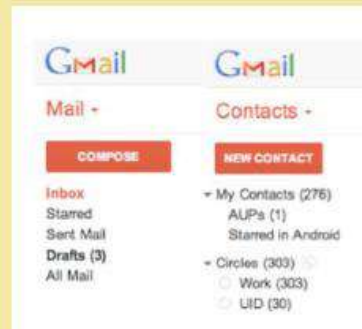 Gmail
Mail
COMPOSE
Inbox
Starred
Sent Mail
Drafts (3)
All Mail
Gmail
Contacts
NEW CONTACT
My Contacts (276)
AUPs (1)
Starred in Android
Circles (303)
Work (303)
UID (30)